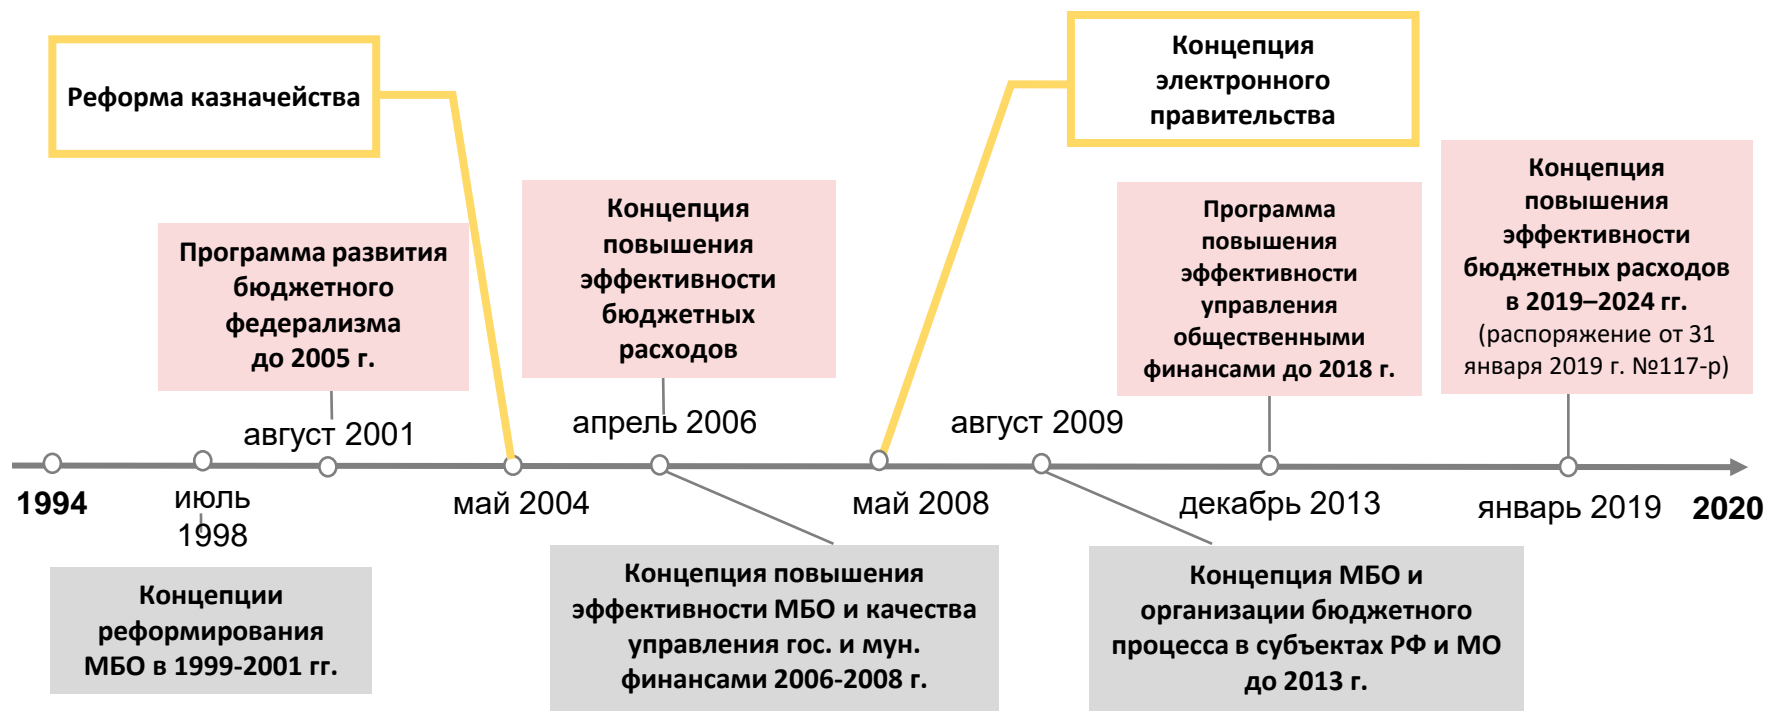 Реформа казначейства
Концепция
электронного
правительства
Программа развития
бюджетного
федерализма
до 2005 г.
Концепция
повышения
эффективности
бюджетных
расходов
Программа
повышения
эффективности
управления
общественными
финансами до 2018 г.
Концепция
повышения
эффективности
бюджетных расходов
в 2019–2024 гг.
(распоряжение от 31
января 2019 г. №117-р)
август 2001
апрель 2006
август 2009
1994
июль
1998
май 2004
май 2008
декабрь 2013
январь 2019
2020
Концепции
реформирования
МБО в 1999-2001 гг.
Концепция повышения
эффективности МБО и качества
управления гос. и мун.
финансами 2006-2008 г.
Концепция МБО и
организации бюджетного
процесса в субъектах РФ и МО
до 2013 г.